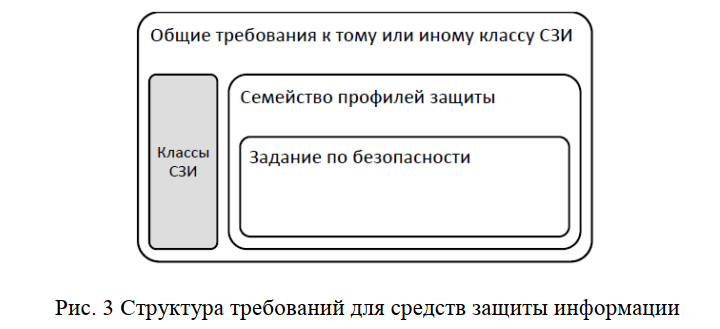 Общие требования к тому или иному классу СЗИ
Семейство профилей защиты
Классы
СЗИ
Задание по безопасности
Рис. 3 Структура требований для средств защиты информации